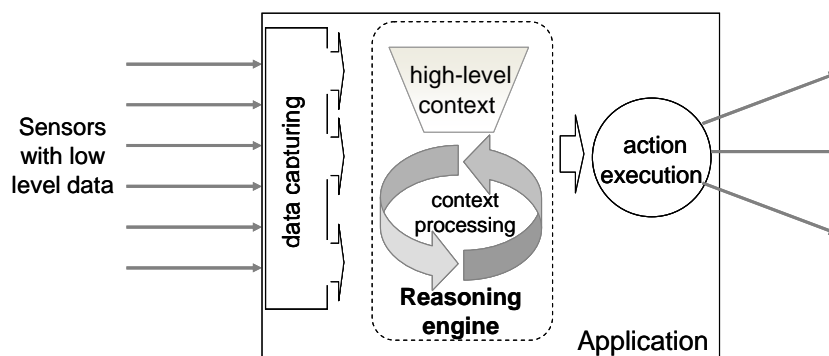 Sensors
with low
level data
data capturing
high-level
context
context
processing
Reasoning
engine
action
execution
Application